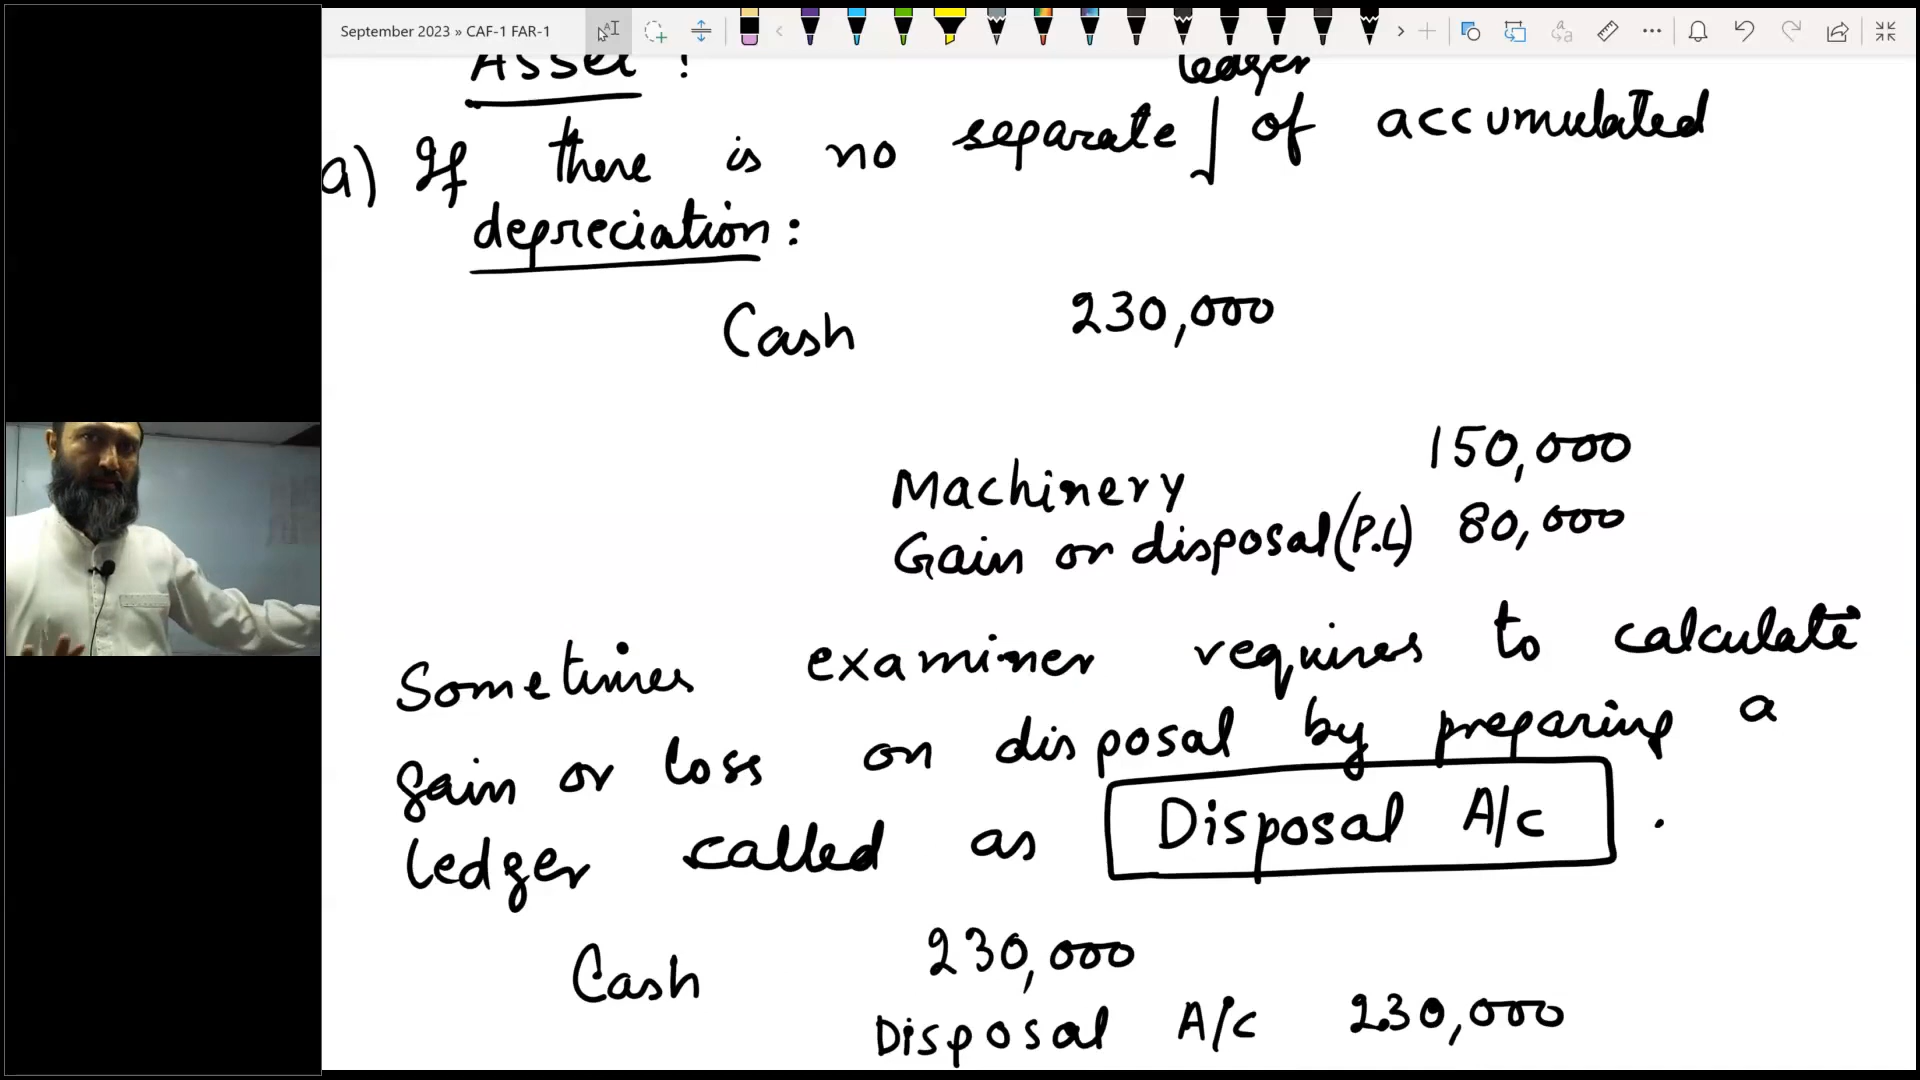 September 2023 » CAF-1 FAR-1
Asset :
ledger
a) If there is no separate of accumulated
depreciation :
Cash 230,000
Machinery 150,000
Gain or disposal (P.L) 80,000
Sometimes examiner requires to calculate
gain or loss on disposal by preparing a
ledger called as Disposal A/c .
Cash 230,000
Disposal A/c 230,000